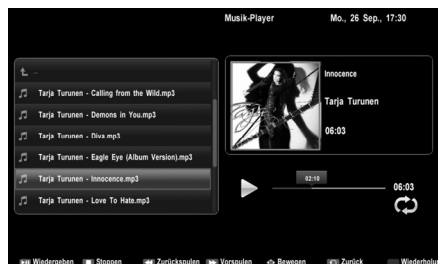 Musik-Player
Mo., 26 Sep., 17:30
..
Tarja Turunen - Calling from the Wild.mp3
Tarja Turunen - Demons in You.mp3
Tarja Turunen - Diva.mp3
Tarja Turunen - Eagle Eye (Album Version).mp3
Tarja Turunen - Innocence.mp3
Tarja Turunen - Love To Hate.mp3
Innocence
Tarja Turunen
06:03
02:10
06:03
Wiedergeben Stoppen Zurückspulen Vorspulen Bewegen Zurück Wiederholung